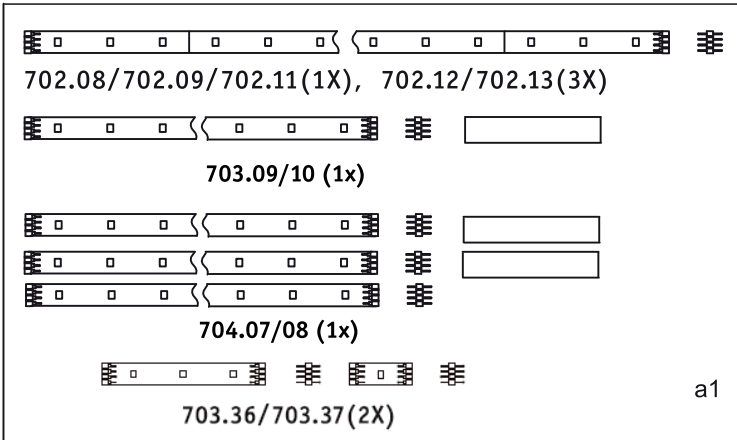 702.08/702.09/702.11(1X), 702.12/702.13(3X)
703.09/10 (1x)
704.07/08 (1x)
703.36/703.37(2X)
a1